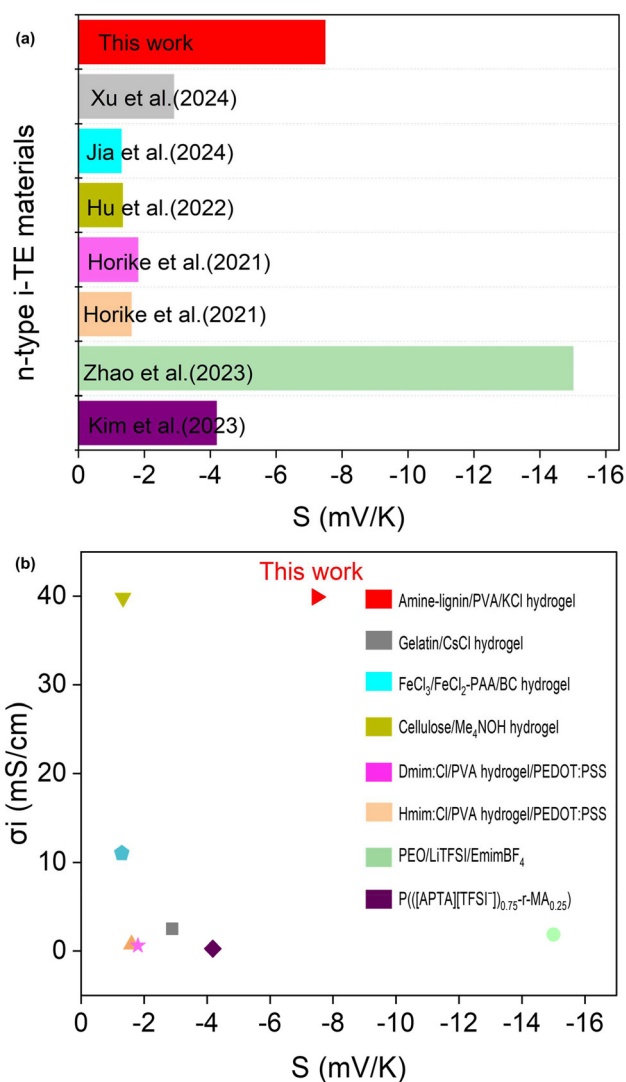 (a)
This work
Xu et al.(2024)
Jia et al.(2024)
Hu et al.(2022)
Horike et al.(2021)
Horike et al.(2021)
Zhao et al.(2023)
Kim et al.(2023)
n-type i-TE materials
0 -2 -4 -6 -8 -10 -12 -14 -16
S (mV/K)
(b)
This work
40
30
20
10
0
σi (mS/cm)
Amine-lignin/PVA/KCl hydrogel
Gelatin/CsCl hydrogel
FeCl₃/FeCl₂-PAA/BC hydrogel
Cellulose/Me₄NOH hydrogel
Dmim:Cl/PVA hydrogel/PEDOT:PSS
Hmim:Cl/PVA hydrogel/PEDOT:PSS
PEO/LiTFSI/EmimBF₄
P(([APTA][TFSI⁻])₀.₇₅-r-MA₀.₂₅)
0 -2 -4 -6 -8 -10 -12 -14 -16
S (mV/K)